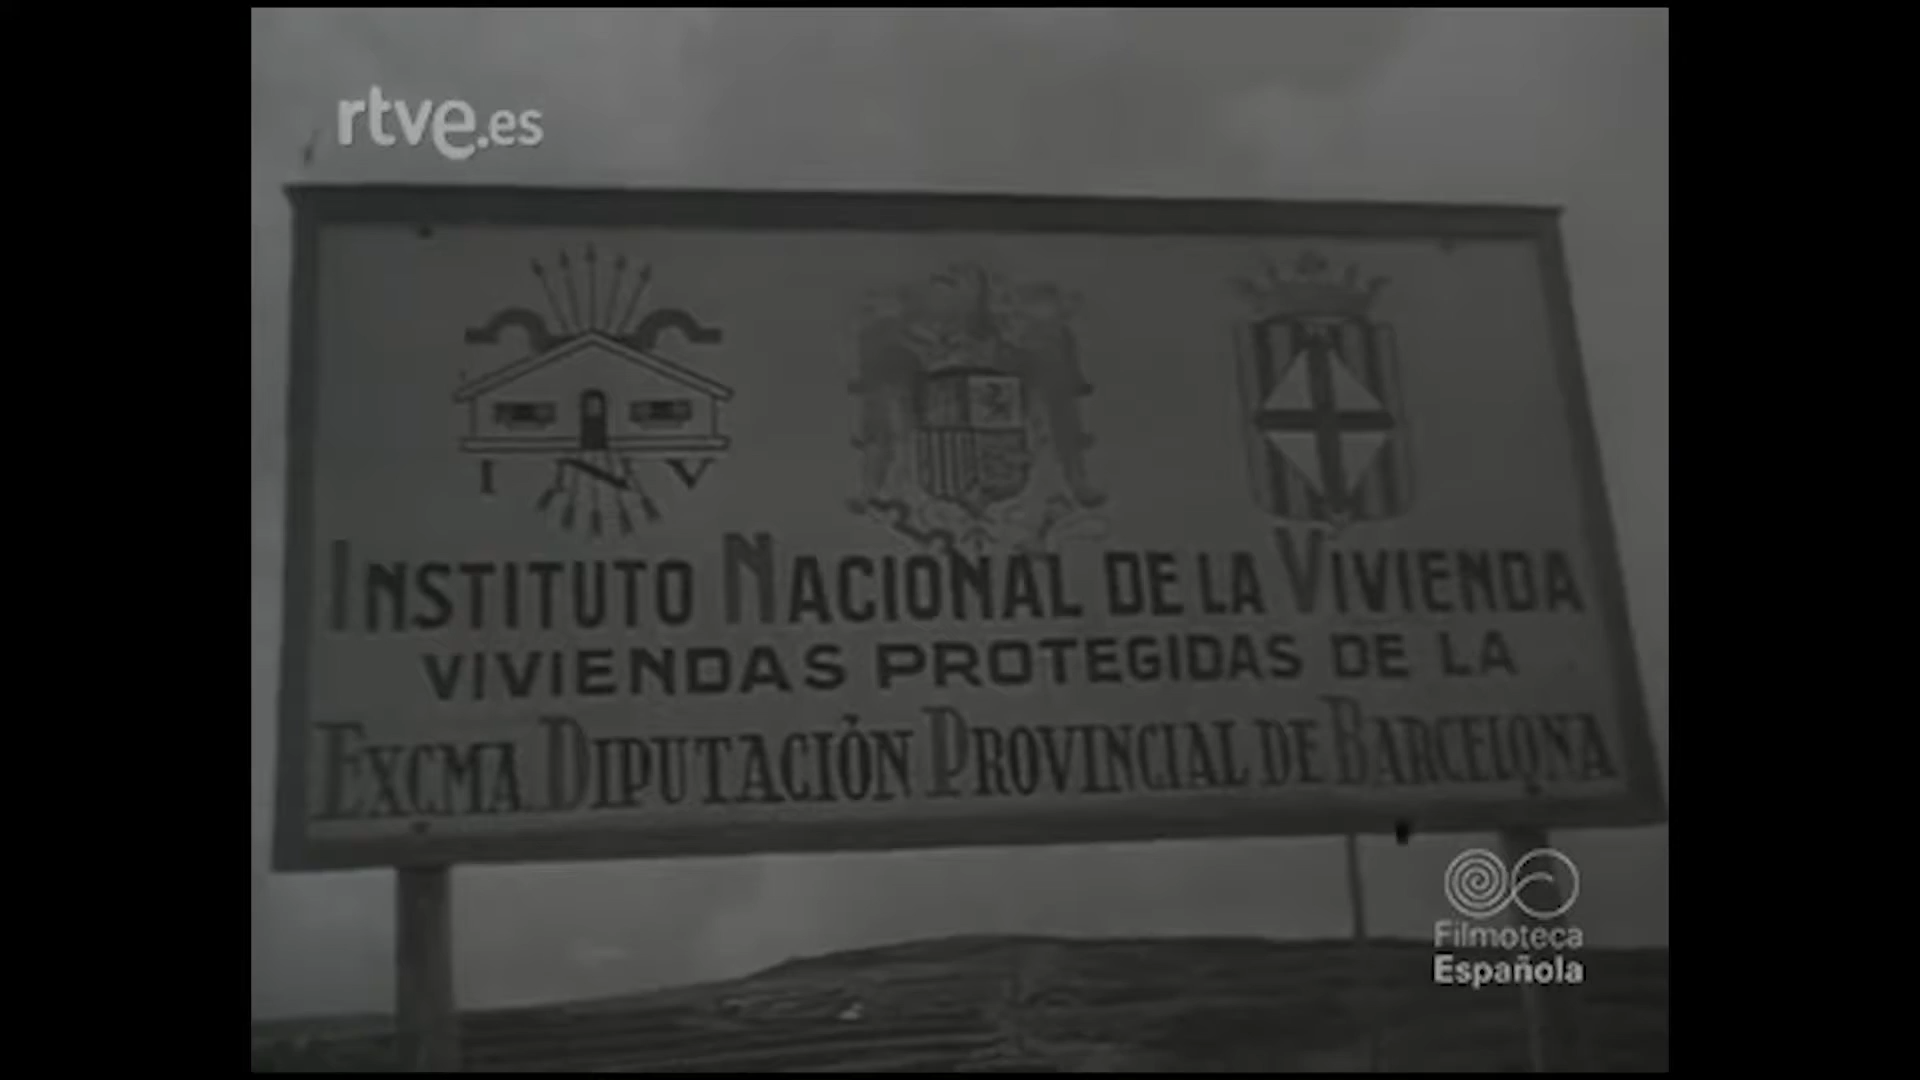 rtve.es
I N V
INSTITUTO NACIONAL DE LA VIVIENDA
VIVIENDAS PROTEGIDAS DE LA
EXCMA DIPUTACIÓN PROVINCIAL DE BARCELONA
Filmoteca
Española